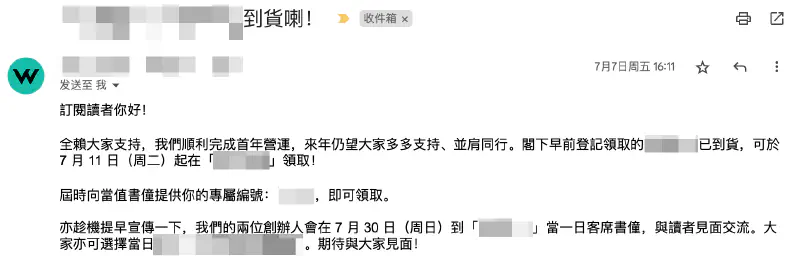 到貨喇！ 收件箱 ×
7月7日周五 16:11
W
发送至 我
訂閱讀者你好！
全賴大家支持，我們順利完成首年營運，來年仍望大家多多支持、並肩同行。閣下早前登記領取的 已到貨，可於
7 月 11 日（周二）起在「 」領取！
屆時向當值書僮提供你的專屬編號： ，即可領取。
亦趁機提早宣傳一下，我們的兩位創辦人會在 7 月 30 日（周日）到「 」當一日客席書僮，與讀者見面交流。大
家亦可選擇當日 。期待與大家見面！